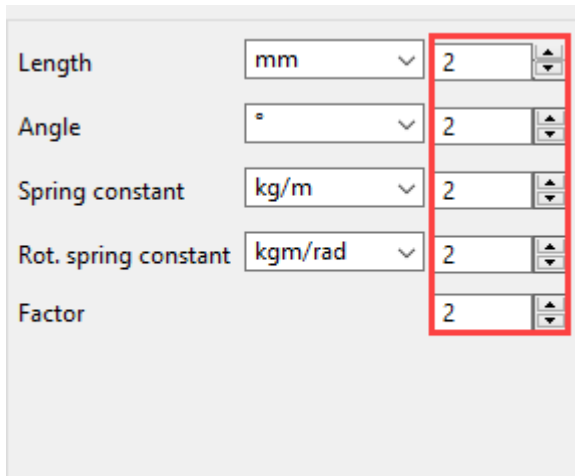 Length mm 2
Angle ° 2
Spring constant kg/m 2
Rot. spring constant kgm/rad 2
Factor 2